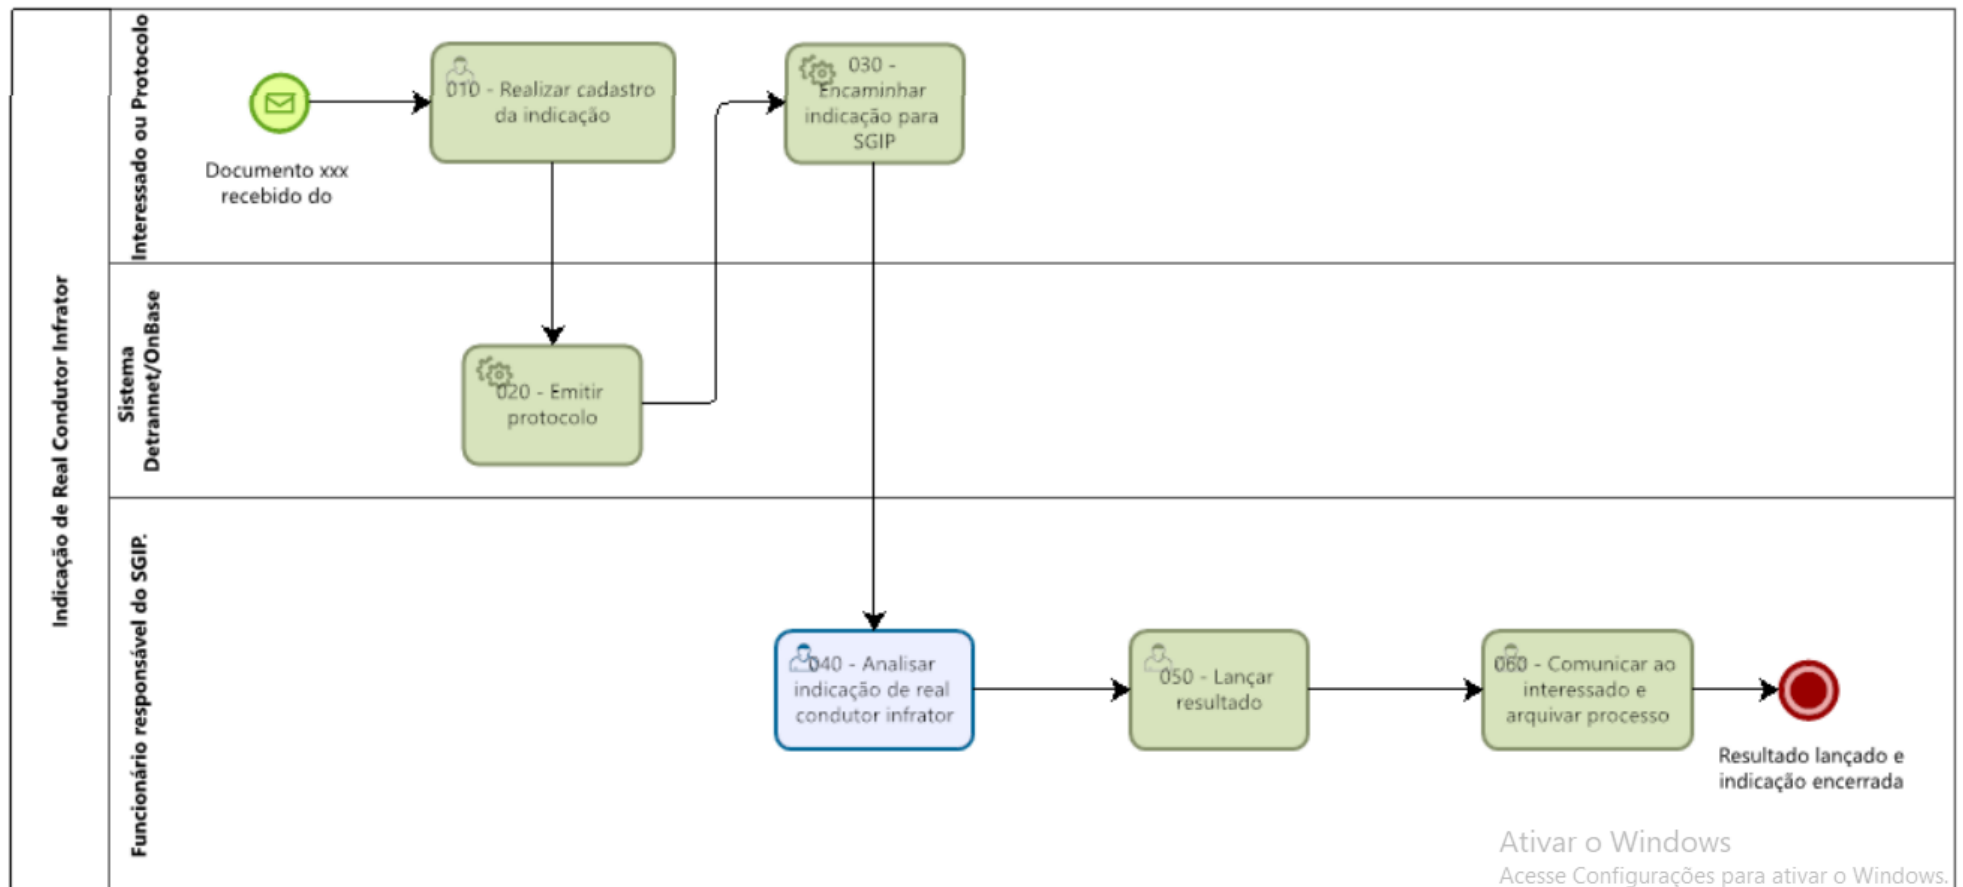 Indicação de Real Condutor Infrator
Interessado ou Protocolo
Documento xxx
recebido do
010 - Realizar cadastro
da indicação
030 -
Encaminhar
indicação para
SGIP
Sistema
Detrannet/OnBase
020 - Emitir
protocolo
Funcionário responsável do SGIP.
040 - Analisar
indicação de real
condutor infrator
050 - Lançar
resultado
060 - Comunicar ao
interessado e
arquivar processo
Resultado lançado e
indicação encerrada
Ativar o Windows
Acesse Configurações para ativar o Windows.